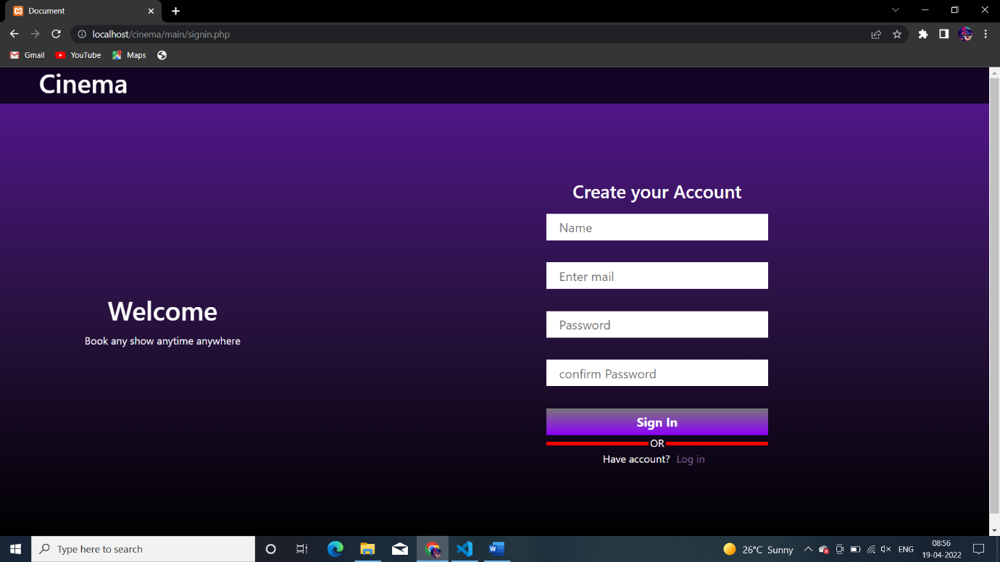 Document
localhost/cinema/main/signin.php
Gmail YouTube Maps
Cinema
Create your Account
Name
Enter mail
Password
confirm Password
Sign In
OR
Have account? Log in
Welcome
Book any show anytime anywhere
Type here to search
26°C Sunny
ENG
08:56
19-04-2022